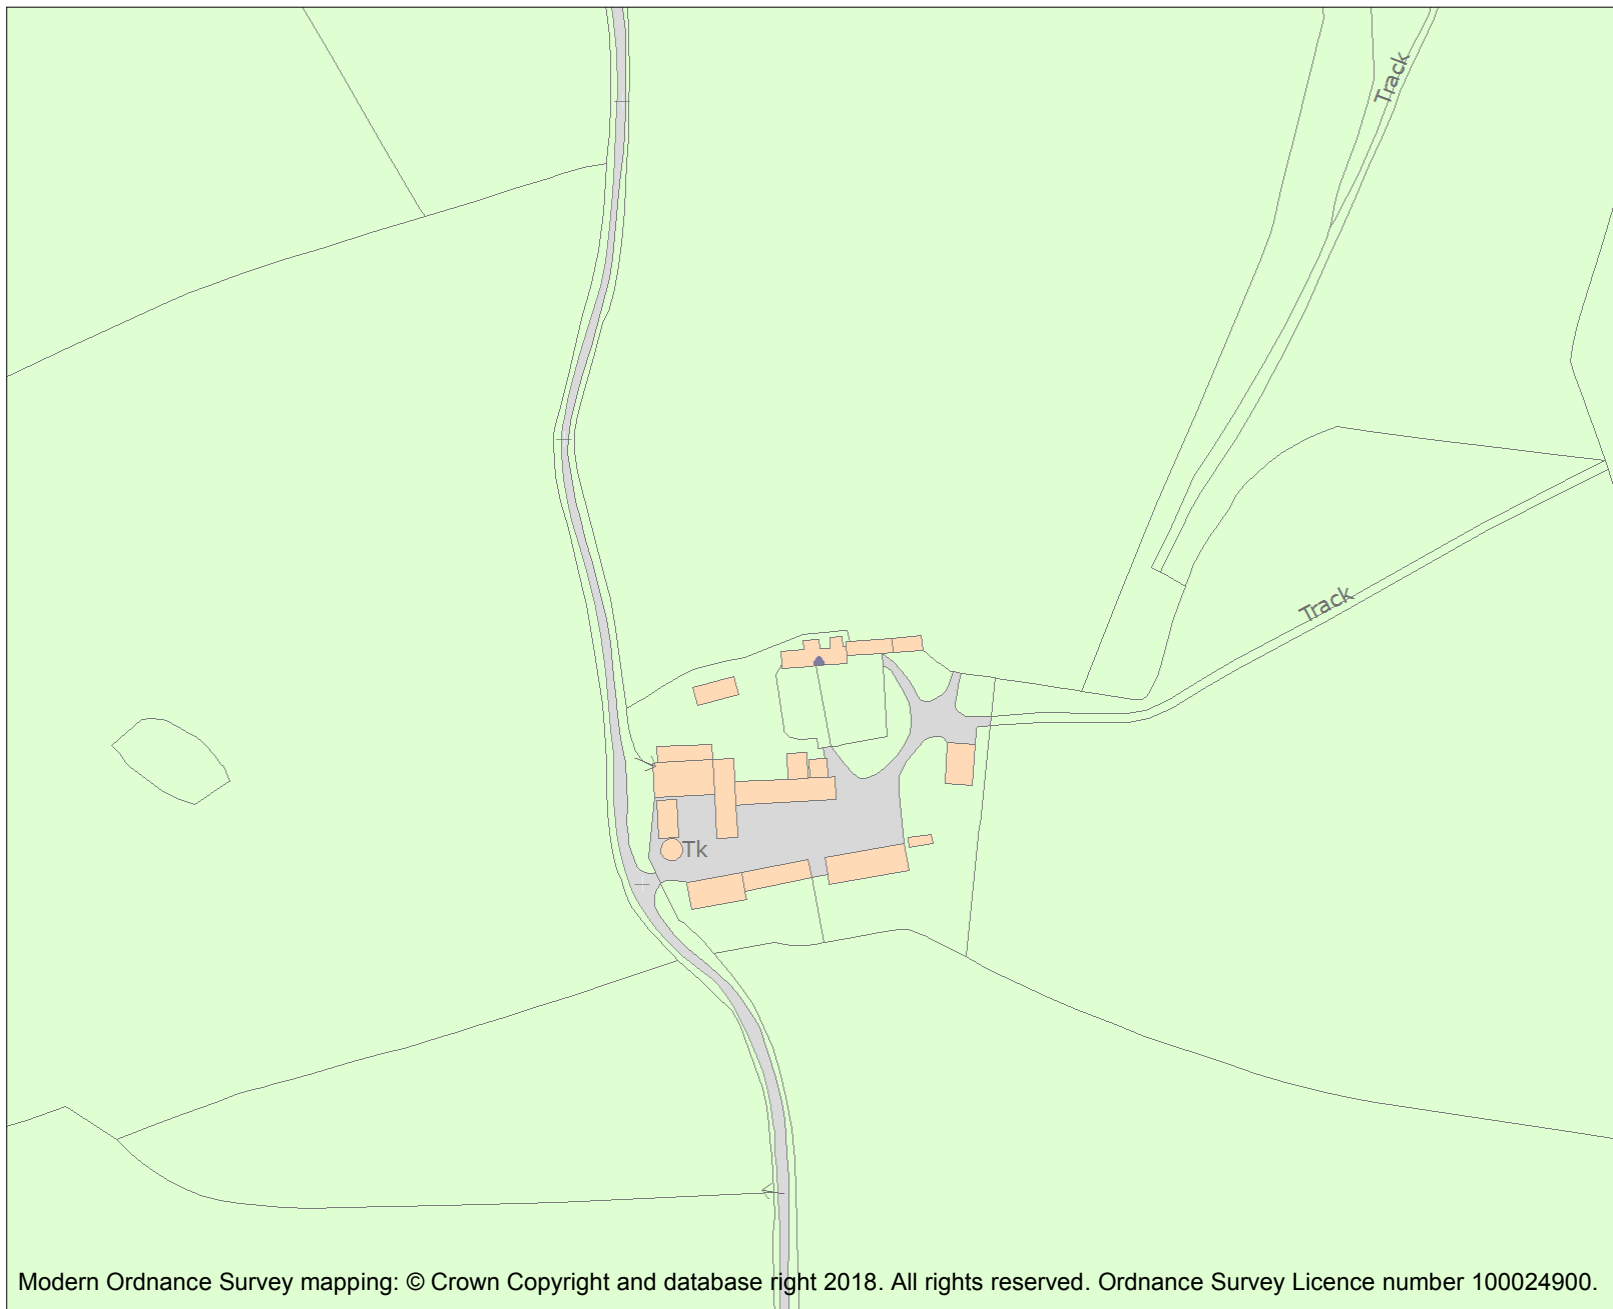 Track
Track
Tk
Modern Ordnance Survey mapping: © Crown Copyright and database right 2018. All rights reserved. Ordnance Survey Licence number 100024900.